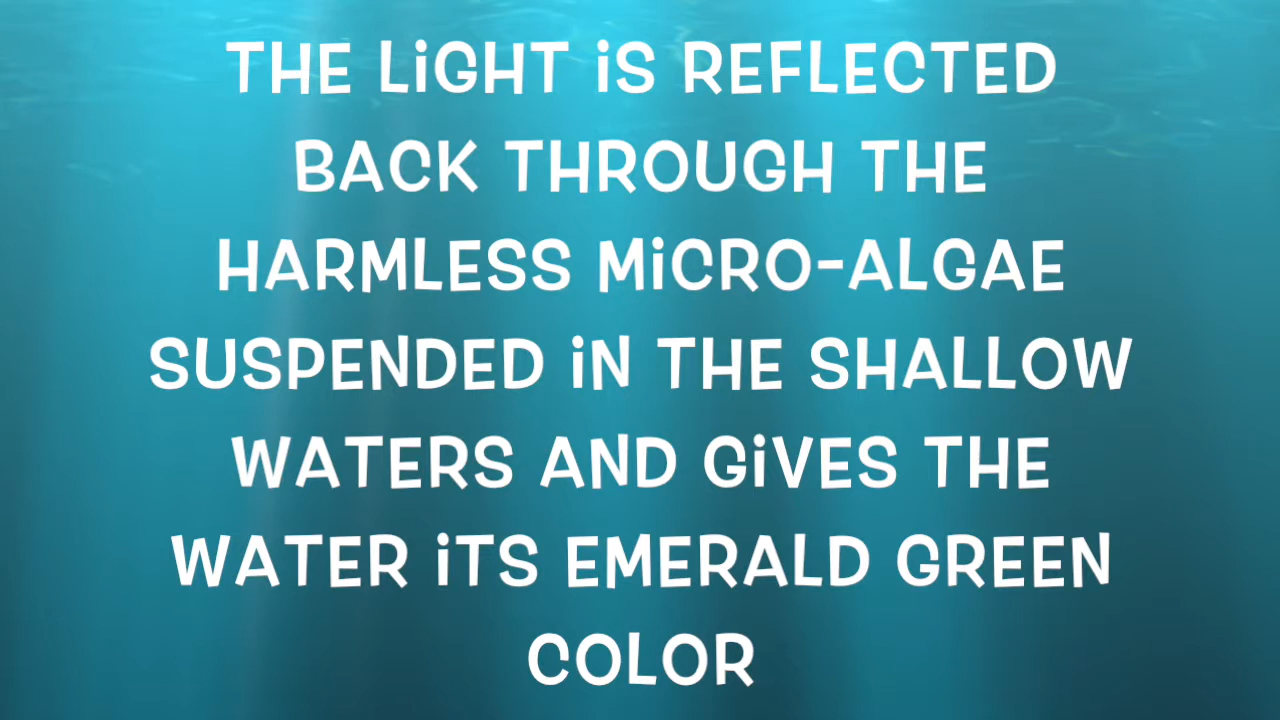 THE LiGHT iS REFLECTED
BACK THROUGH THE
HARMLESS MiCRO-ALGAE
SUSPENDED iN THE SHALLOW
WATERS AND GiVES THE
WATER iTS EMERALD GREEN
COLOR